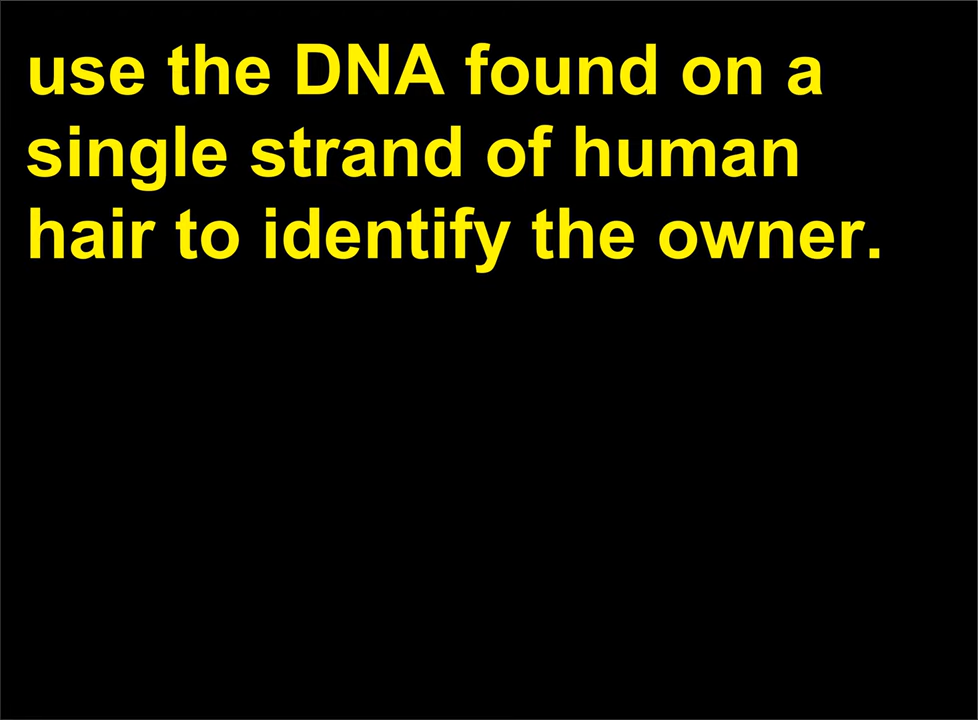 use the DNA found on a
single strand of human
hair to identify the owner.